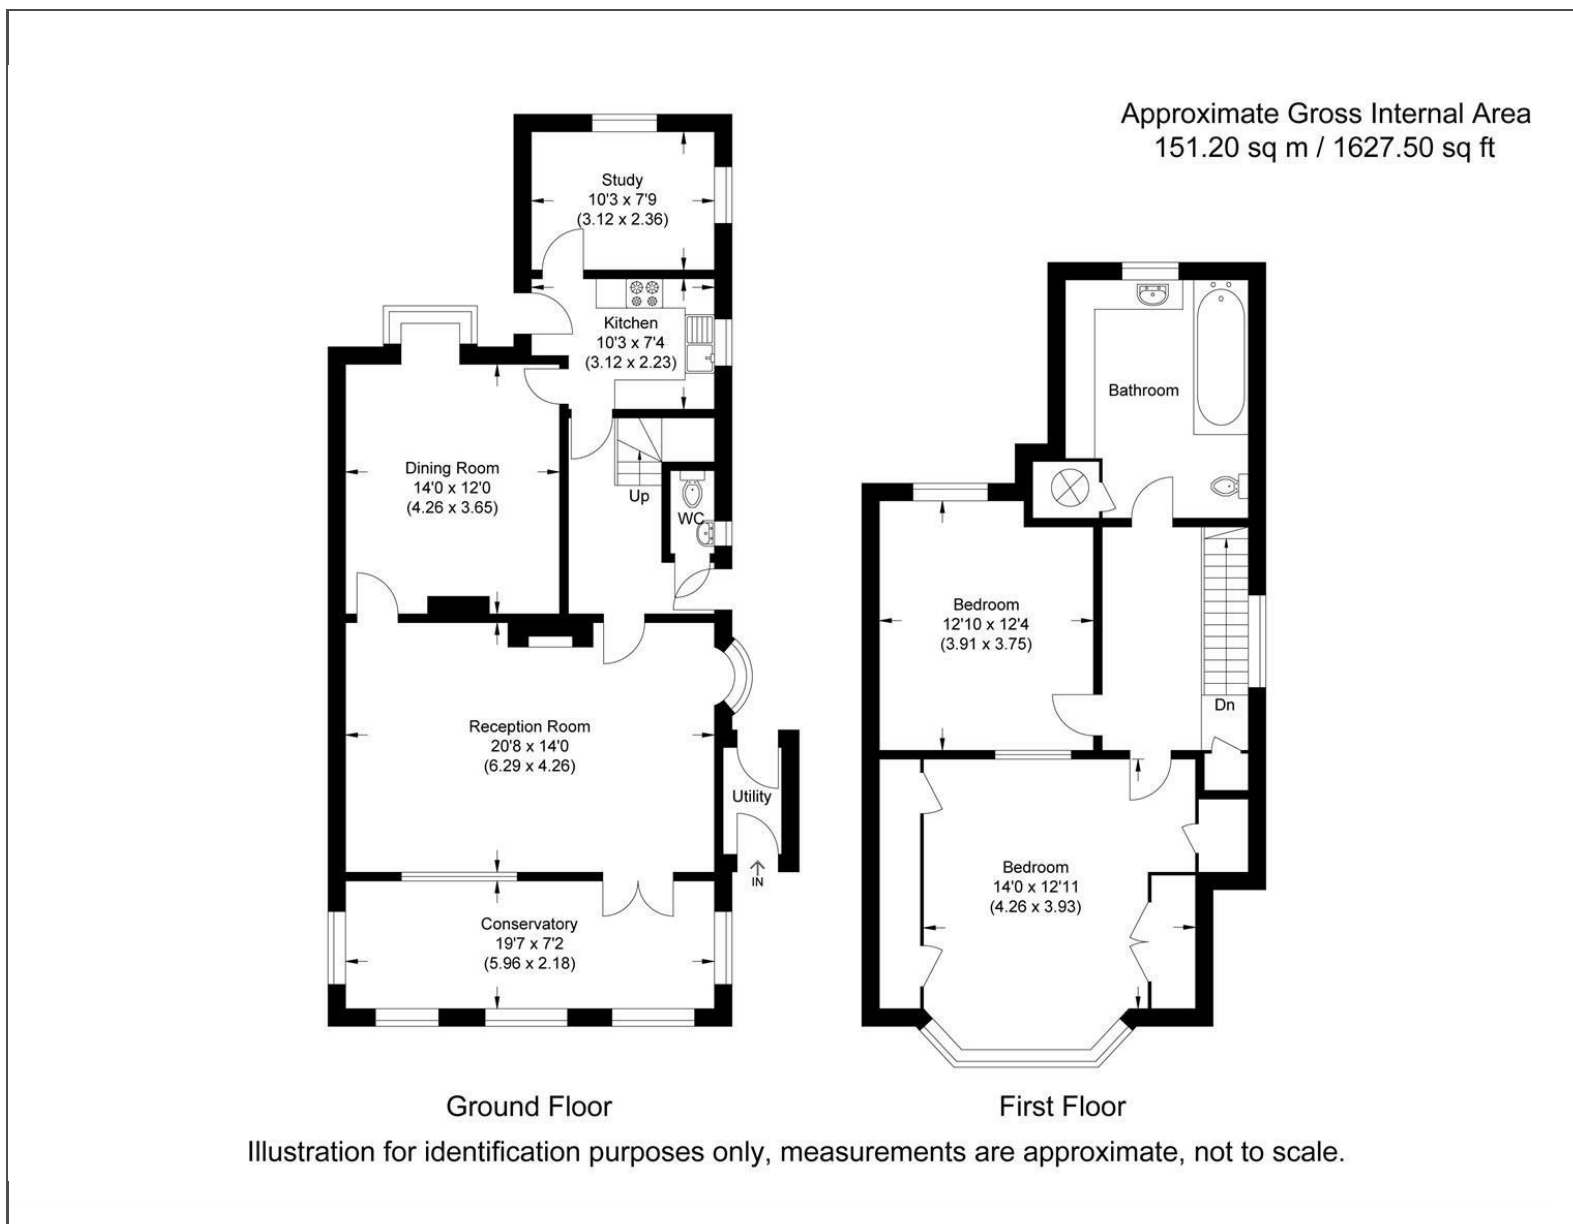 Approximate Gross Internal Area
151.20 sq m / 1627.50 sq ft
Study
10'3 x 7'9
(3.12 x 2.36)
Kitchen
10'3 x 7'4
(3.12 x 2.23)
Dining Room
14'0 x 12'0
(4.26 x 3.65)
Up
WC
Reception Room
20'8 x 14'0
(6.29 x 4.26)
Utility
IN
Conservatory
19'7 x 7'2
(5.96 x 2.18)
Ground Floor
Bathroom
Bedroom
12'10 x 12'4
(3.91 x 3.75)
Dn
Bedroom
14'0 x 12'11
(4.26 x 3.93)
First Floor
Illustration for identification purposes only, measurements are approximate, not to scale.